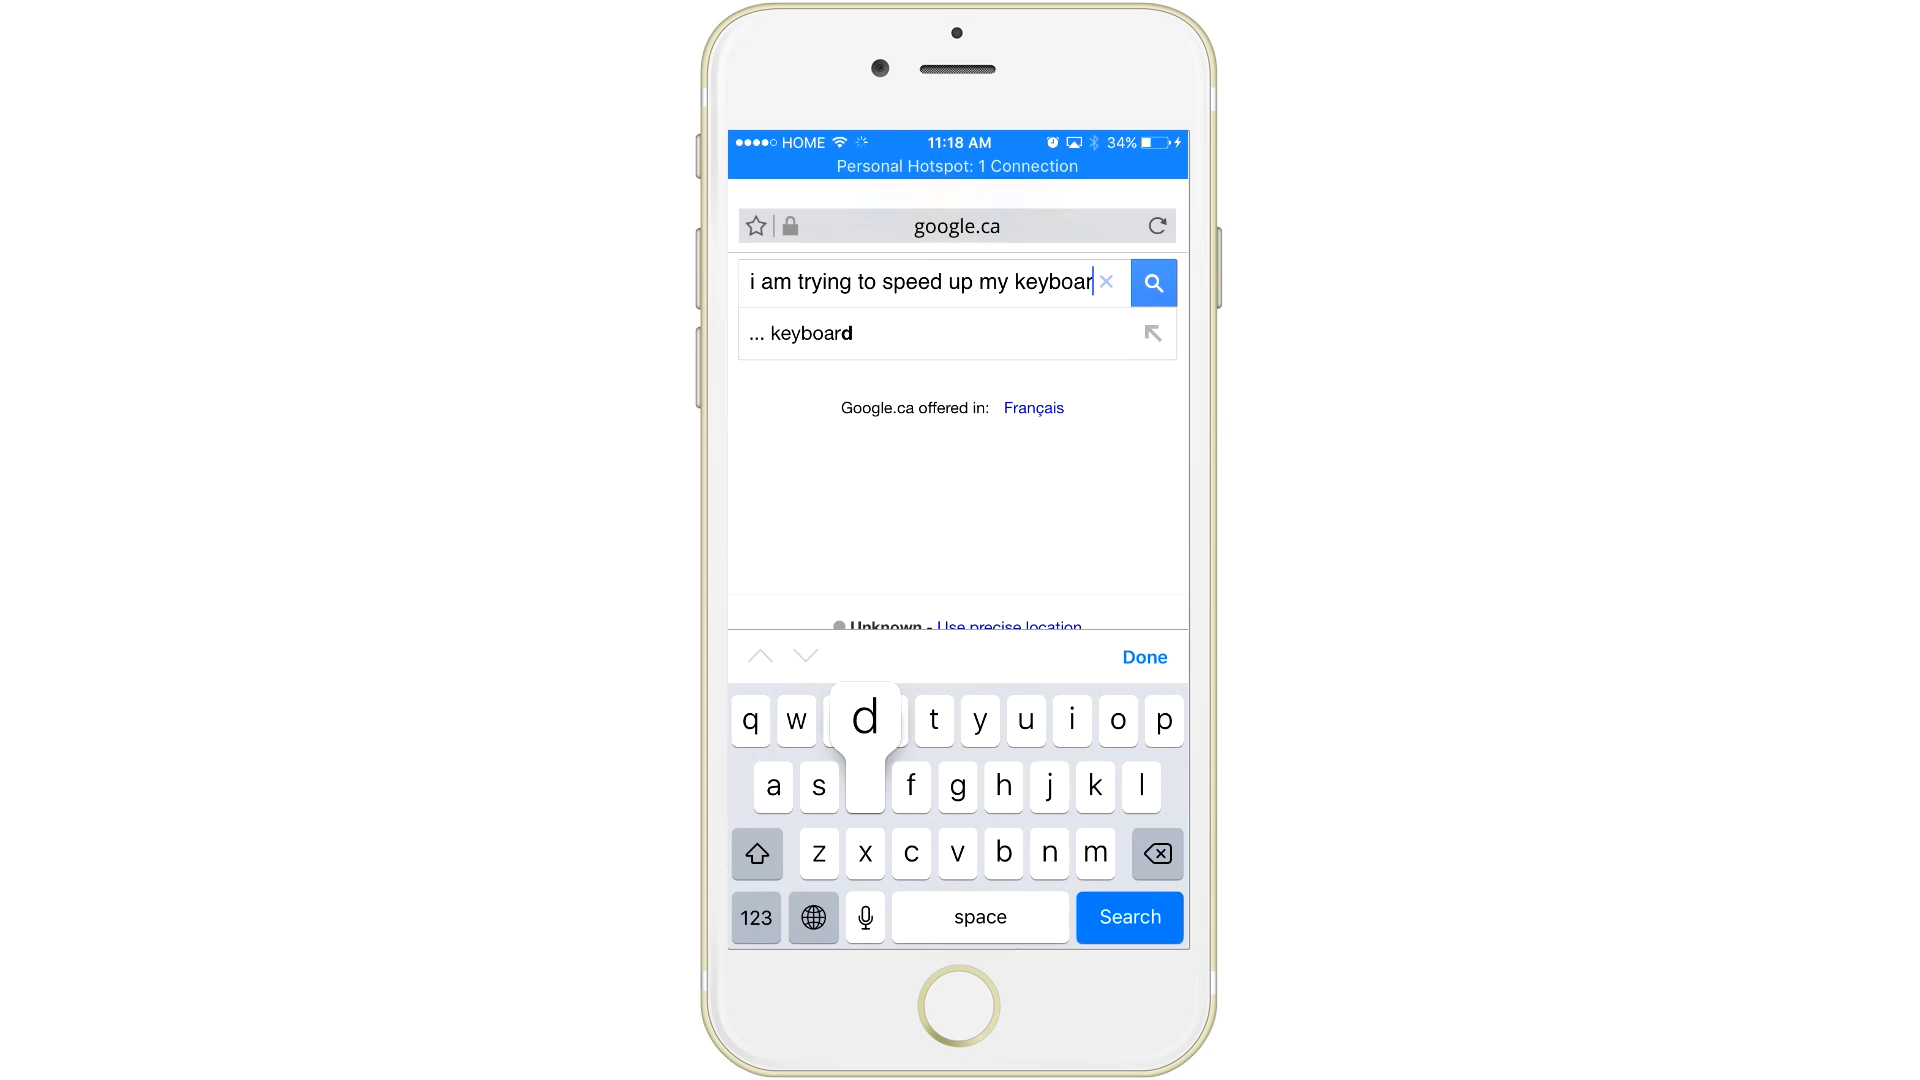 HOME 11:18 AM 34%
Personal Hotspot: 1 Connection
google.ca
i am trying to speed up my keyboar
... keyboard
Google.ca offered in: Français
Unknown - Use precise location
Done
q w d t y u i o p
a s f g h j k l
z x c v b n m
123 space Search